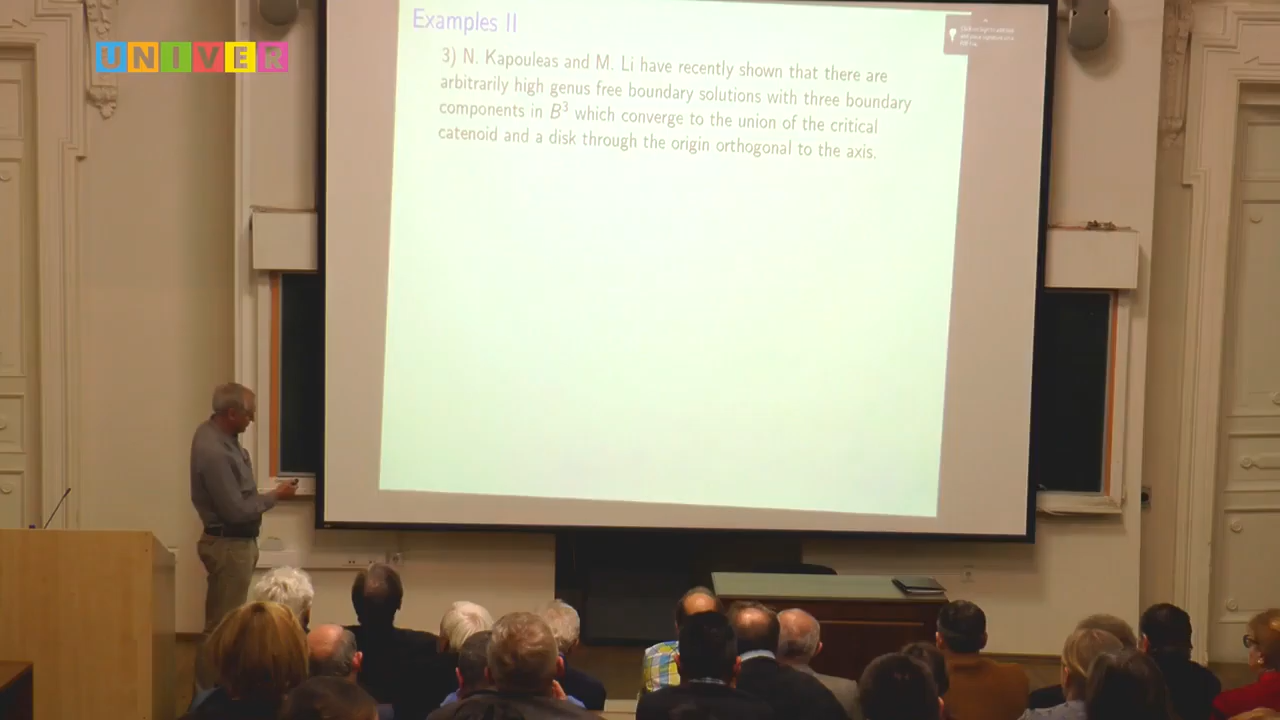 UNIVER
Examples II
3) N. Kapouleas and M. Li have recently shown that there are
arbitrarily high genus free boundary solutions with three boundary
components in B³ which converge to the union of the critical
catenoid and a disk through the origin orthogonal to the axis.